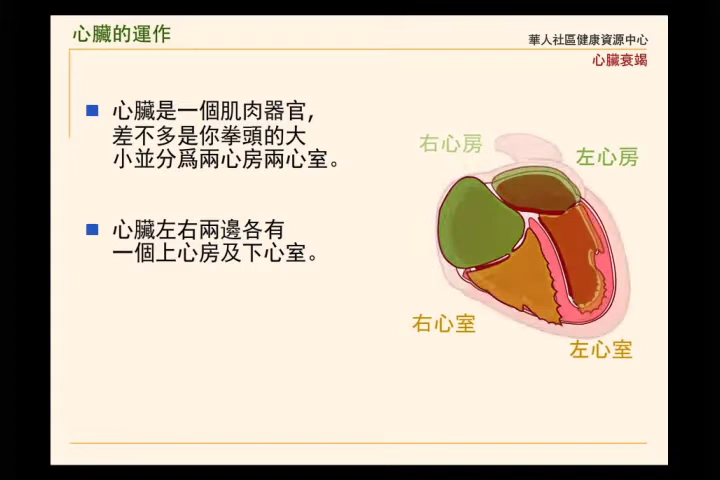 心臟的運作
華人社區健康資源中心
心臟衰竭
心臟是一個肌肉器官，
差不多是你拳頭的大
小並分爲兩心房兩心室。
心臟左右兩邊各有
一個上心房及下心室。
右心房
左心房
右心室
左心室